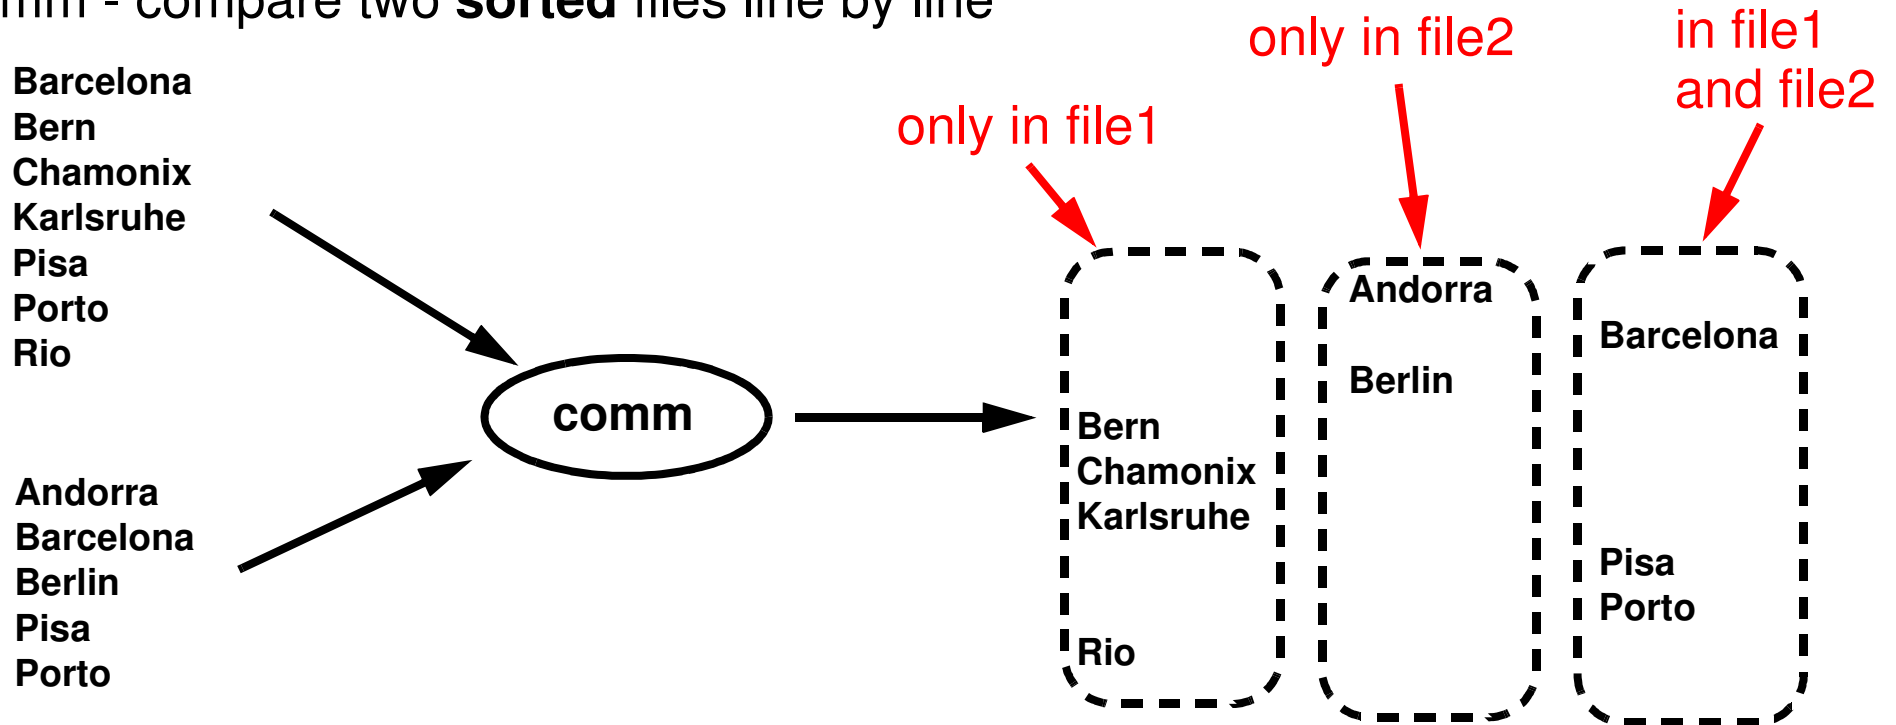 mm - compare two sorted files line by line
only in file2
in file1
and file2
only in file1
Barcelona
Bern
Chamonix
Karlsruhe
Pisa
Porto
Rio
comm
Andorra
Barcelona
Berlin
Pisa
Porto
Bern
Chamonix
Karlsruhe
Rio
Andorra
Berlin
Barcelona
Pisa
Porto